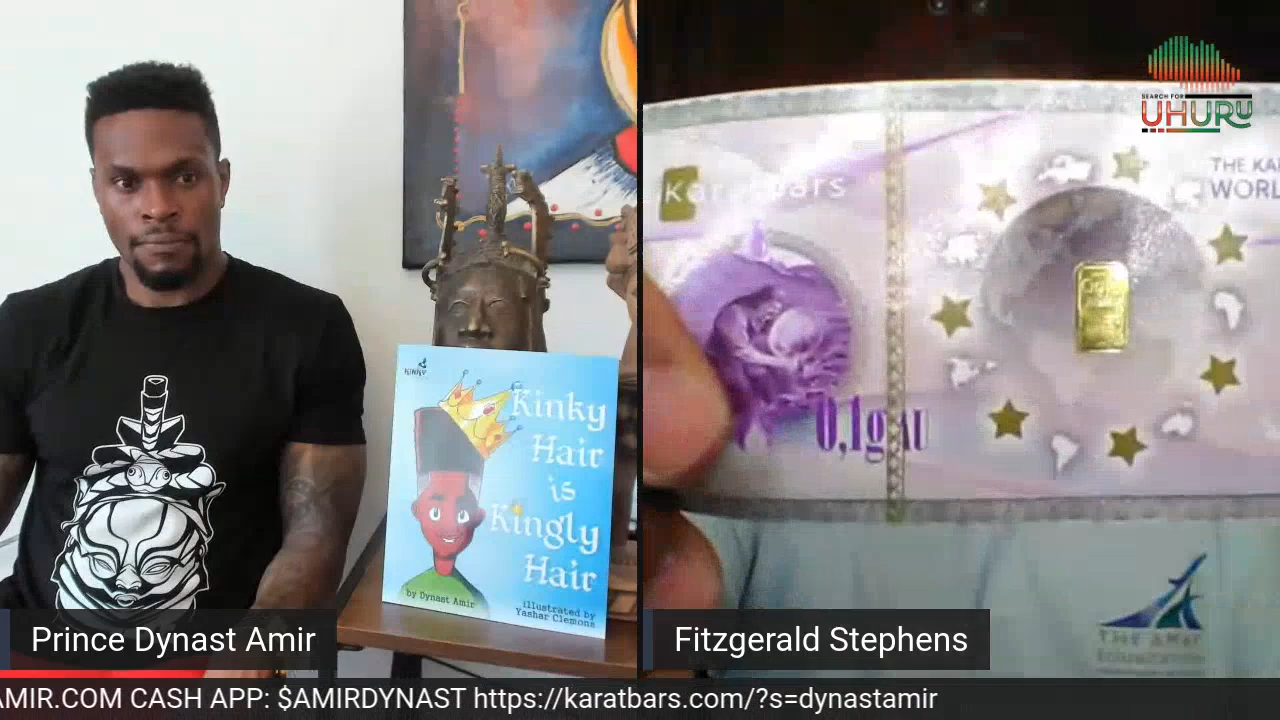 SEARCH FOR
UHURU
Karatbars
THE KA
WORL
0,1g AU
KINKY
Kinky
Hair
is
Kingly
Hair
by Dynast Amir
illustrated by
Yashar Clemons
Prince Dynast Amir
Fitzgerald Stephens
AMIR.COM CASH APP: $AMIRDYNAST https://karatbars.com/?s=dynastamir